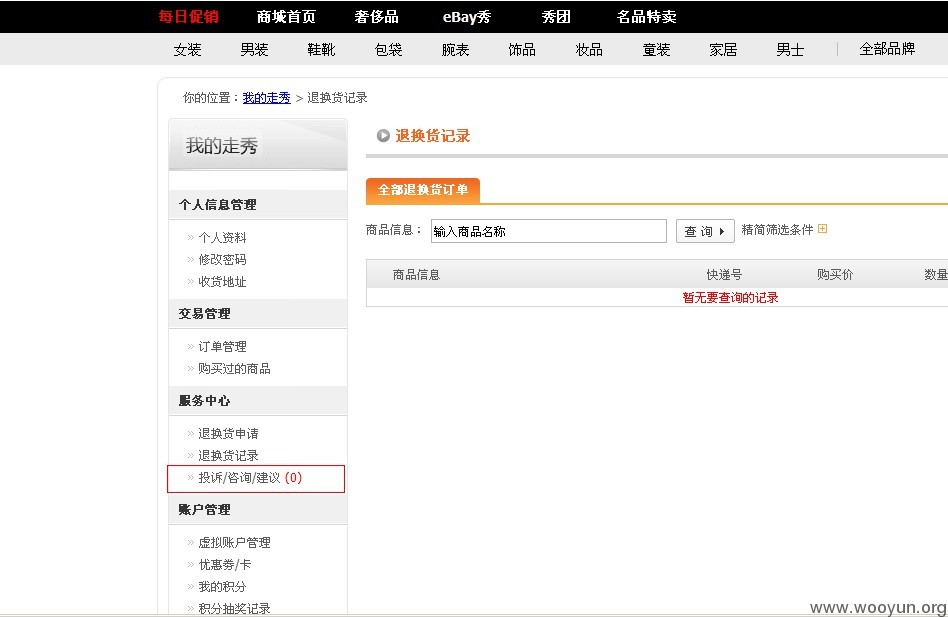 每日促销 商城首页 奢侈品 eBay秀 秀团 名品特卖
女装 男装 鞋靴 包袋 腕表 饰品 妆品 童装 家居 男士 全部品牌
你的位置：我的走秀 > 退换货记录
我的走秀
退换货记录
全部退换货订单
商品信息： 输入商品名称 查 询 精简筛选条件
商品信息 快递号 购买价 数量
暂无要查询的记录
个人信息管理
» 个人资料
» 修改密码
» 收货地址
交易管理
» 订单管理
» 购买过的商品
服务中心
» 退换货申请
» 退换货记录
» 投诉/咨询/建议 (0)
账户管理
» 虚拟账户管理
» 优惠券/卡
» 我的积分
» 积分抽奖记录
www.wooyun.org